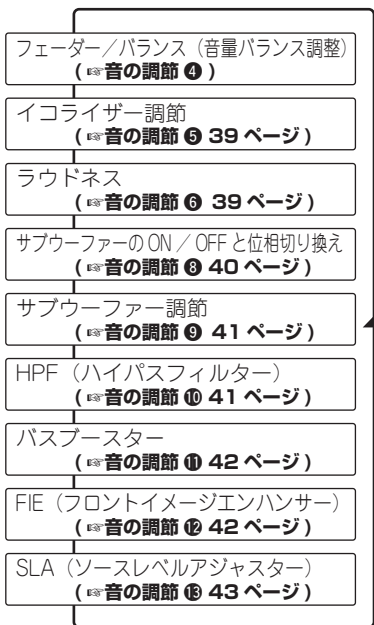 フェーダー／バランス（音量バランス調整）
( ☞音の調節 ❹ )
イコライザー調節
( ☞音の調節 ❺ 39 ページ )
ラウドネス
( ☞音の調節 ❻ 39 ページ )
サブウーファーの ON ／ OFF と位相切り換え
( ☞音の調節 ❽ 40 ページ )
サブウーファー調節
( ☞音の調節 ❾ 41 ページ )
HPF（ハイパスフィルター）
( ☞音の調節 ❿ 41 ページ )
バスブースター
( ☞音の調節 ⓫ 42 ページ )
FIE（フロントイメージエンハンサー）
( ☞音の調節 ⓬ 42 ページ )
SLA（ソースレベルアジャスター）
( ☞音の調節 ⓭ 43 ページ )